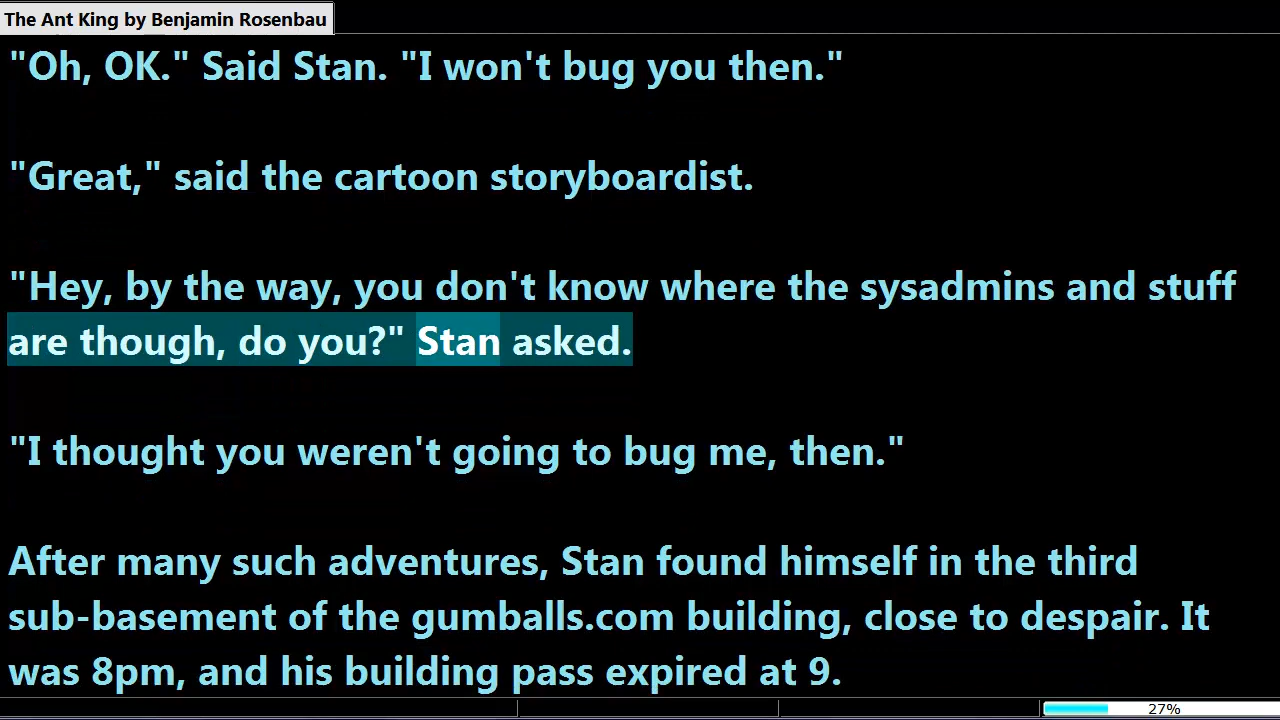 The Ant King by Benjamin Rosenbau
"Oh, OK." Said Stan. "I won't bug you then."
"Great," said the cartoon storyboardist.
"Hey, by the way, you don't know where the sysadmins and stuff
are though, do you?" Stan asked.
"I thought you weren't going to bug me, then."
After many such adventures, Stan found himself in the third
sub-basement of the gumballs.com building, close to despair. It
was 8pm, and his building pass expired at 9.
27%